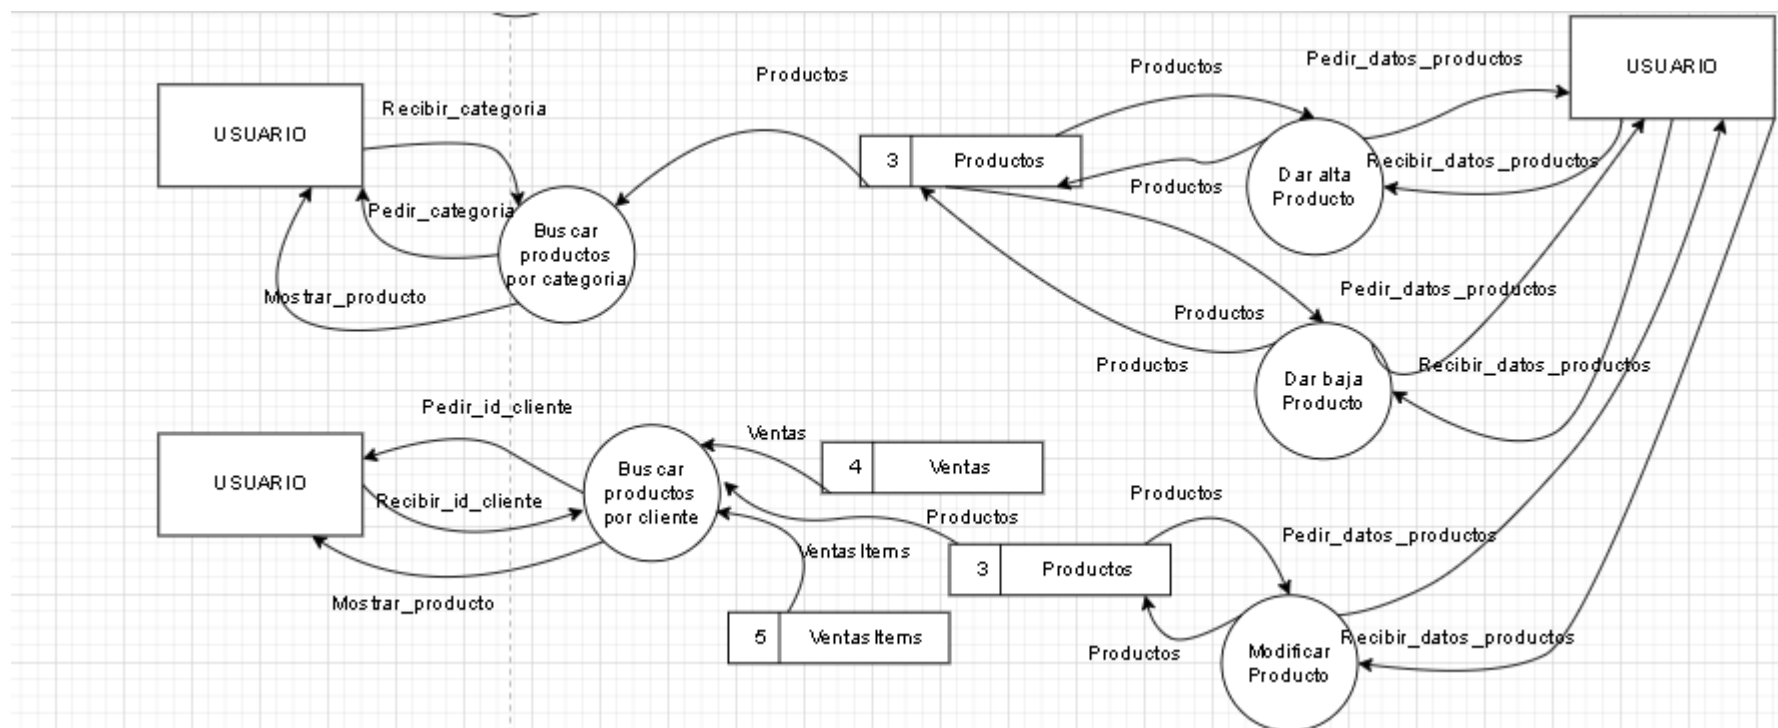 USUARIO
Recibir_categoria
Pedir_categoria
Mostrar_producto
Buscar
productos
por categoria
Productos
3 Productos
Productos
Productos
Dar alta
Producto
Pedir_datos_productos
USUARIO
Recibir_datos_productos
Productos
Productos
Pedir_datos_productos
Recibir_datos_productos
Dar baja
Producto
Pedir_id_cliente
USUARIO
Recibir_id_cliente
Mostrar_producto
Buscar
productos
por cliente
Ventas
4 Ventas
Productos
VentasItems
5 VentasItems
3 Productos
Productos
Productos
Pedir_datos_productos
Recibir_datos_productos
Modificar
Producto